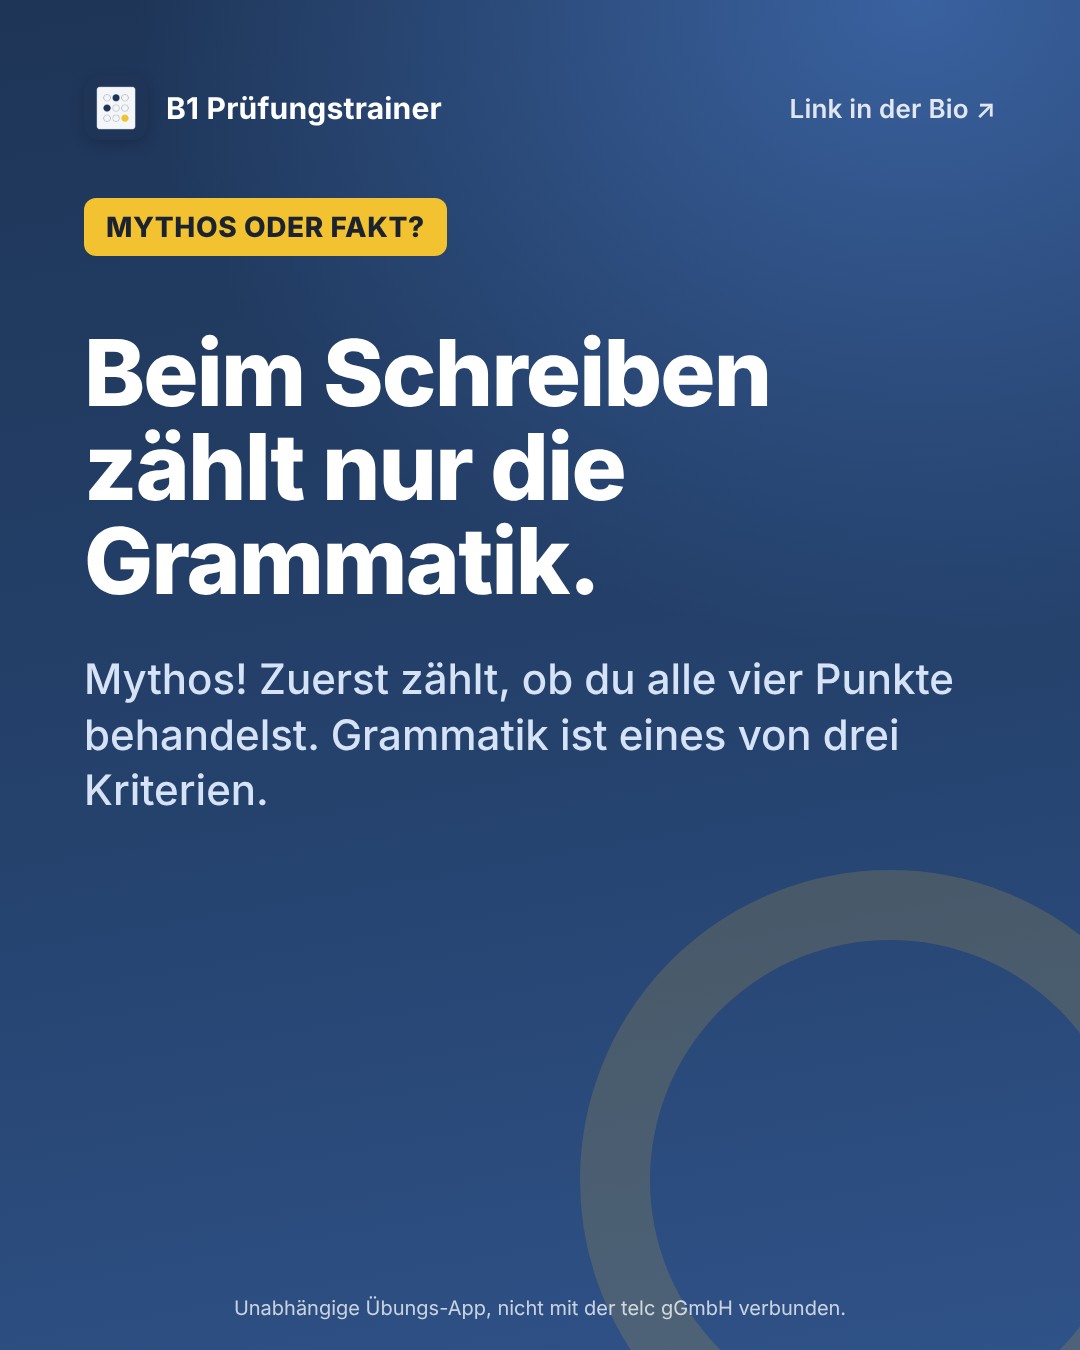 B1 Prüfungstrainer
Link in der Bio ↗
MYTHOS ODER FAKT?
Beim Schreiben
zählt nur die
Grammatik.
Mythos! Zuerst zählt, ob du alle vier Punkte
behandelst. Grammatik ist eines von drei
Kriterien.
Unabhängige Übungs-App, nicht mit der telc gGmbH verbunden.